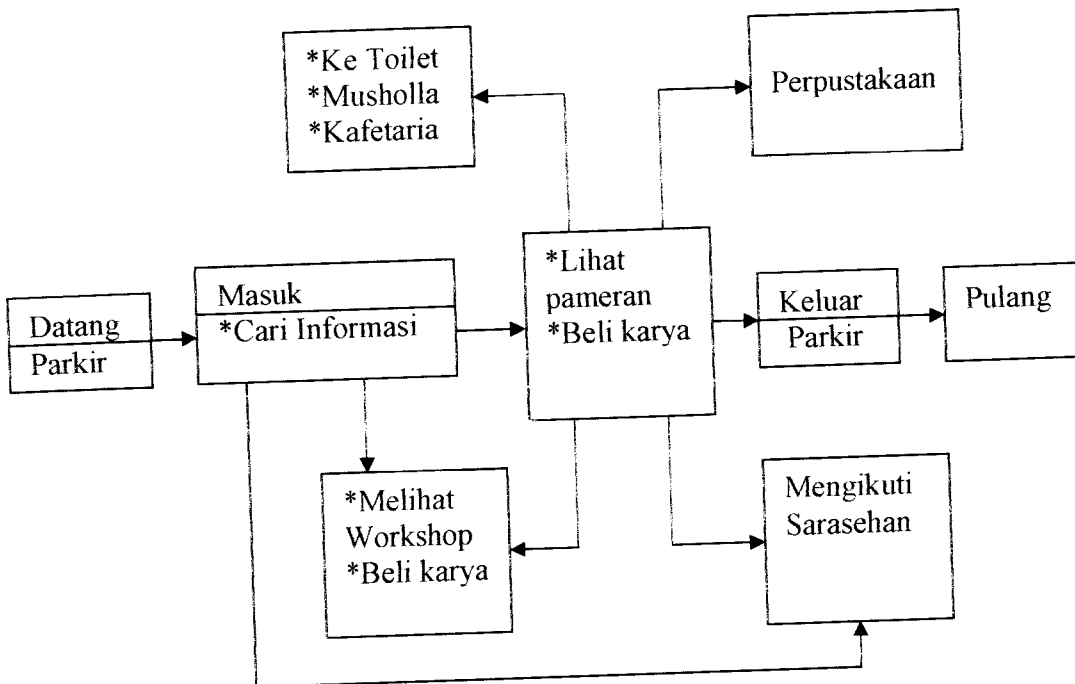 *Ke Toilet
*Musholla
*Kafetaria
Perpustakaan
Datang
Parkir
Masuk
*Cari Informasi
*Lihat
pameran
*Beli karya
Keluar
Parkir
Pulang
*Melihat
Workshop
*Beli karya
Mengikuti
Sarasehan